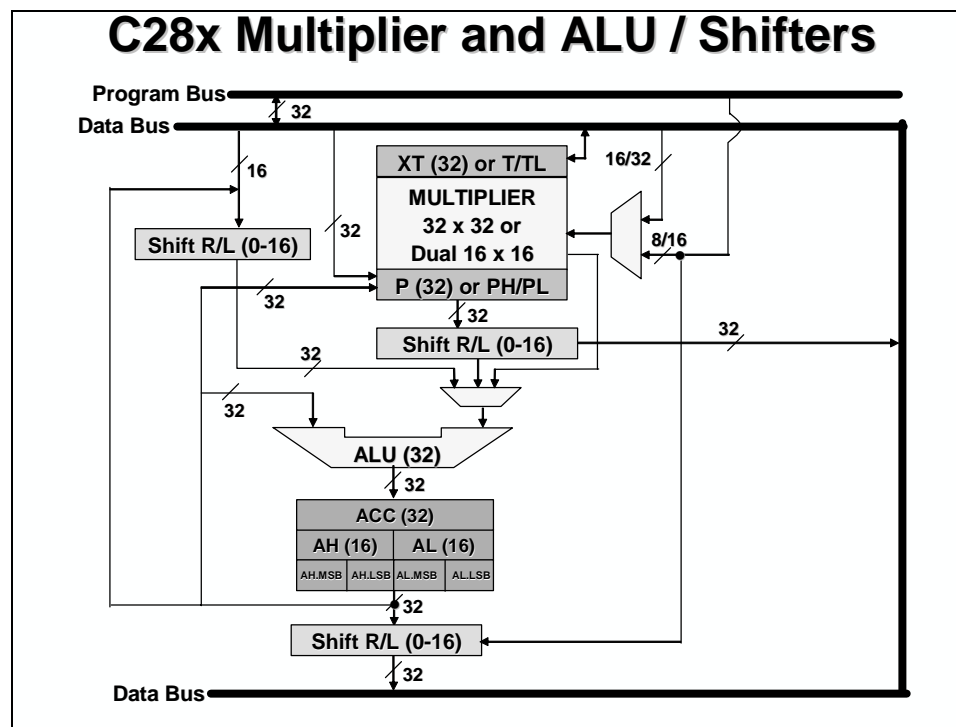 C28x Multiplier and ALU / Shifters
Program Bus
32
Data Bus
16
XT (32) or T/TL
16/32
MULTIPLIER
32 x 32 or
Dual 16 x 16
32
8/16
Shift R/L (0-16)
P (32) or PH/PL
32
32
Shift R/L (0-16)
32
32
32
ALU (32)
32
ACC (32)
AH (16)
AL (16)
AH.MSB
AH.LSB
AL.MSB
AL.LSB
32
Shift R/L (0-16)
32
Data Bus